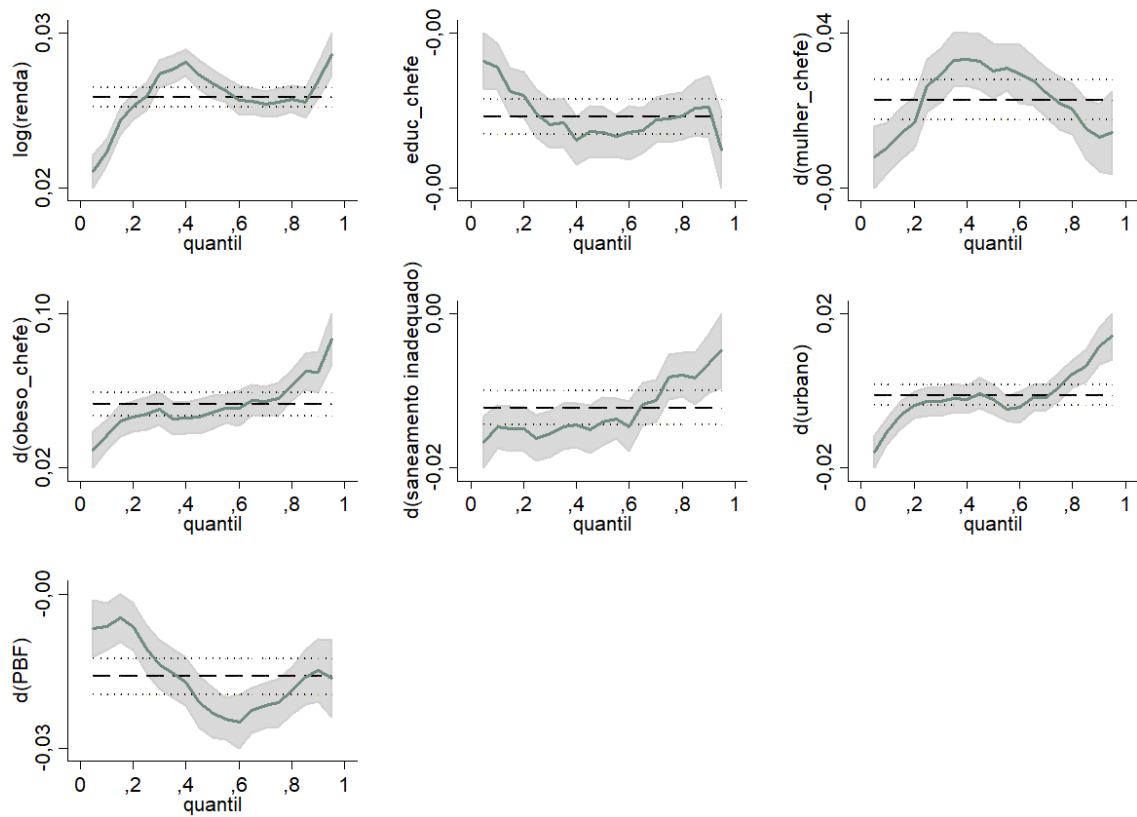 log(renda)
0,03
0,02
0 ,2 ,4 ,6 ,8 1
quantil
educ_chefe
-0,00
-0,00
0 ,2 ,4 ,6 ,8 1
quantil
d(mulher_chefe)
0,04
-0,00
0 ,2 ,4 ,6 ,8 1
quantil
d(obeso_chefe)
0,10
0,02
0 ,2 ,4 ,6 ,8 1
quantil
d(saneamento inadequado)
0,00
-0,02
0 ,2 ,4 ,6 ,8 1
quantil
d(urbano)
0,02
-0,02
0 ,2 ,4 ,6 ,8 1
quantil
d(PBF)
-0,00
-0,03
0 ,2 ,4 ,6 ,8 1
quantil